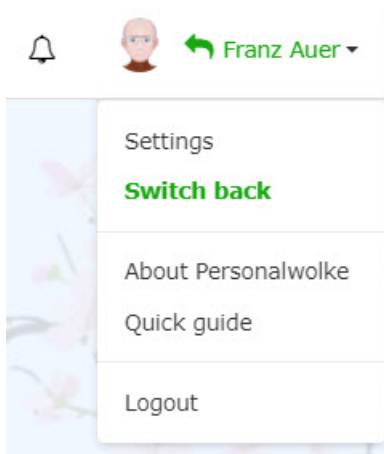 Franz Auer
Settings
Switch back
About Personalwolke
Quick guide
Logout